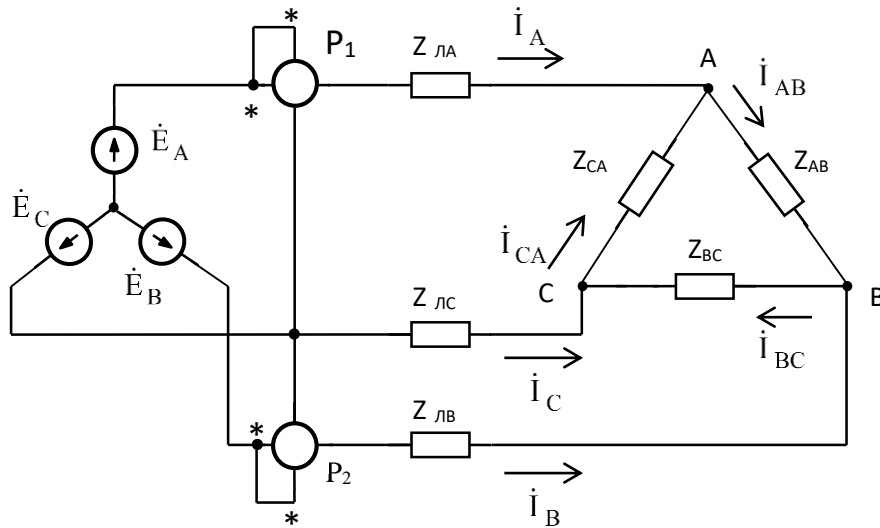 *
P₁
*
Z ЛА
İ A
A
İ AB
Ė A
Z CA
Z AB
Ė C
Ė B
İ CA
Z BC
C
B
Z ЛС
İ BC
İ C
*
Z ЛВ
P₂
*
İ B